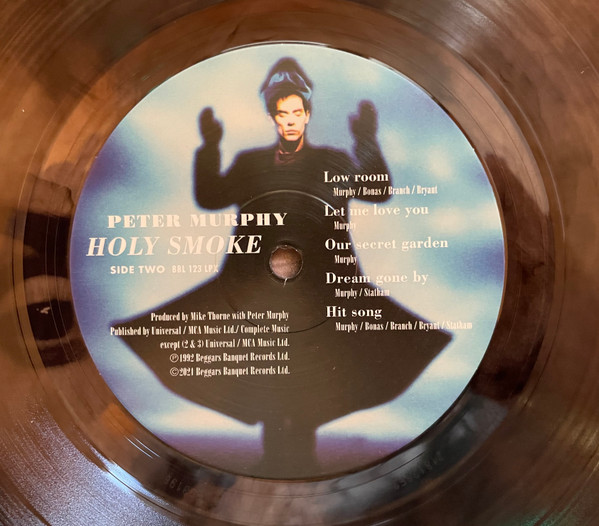 PETER MURPHY
HOLY SMOKE
SIDE TWO BBL 123 LPX
Produced by Mike Thorne with Peter Murphy
Published by Universal / MCA Music Ltd./ Complete Music
except (2 & 3) Universal / MCA Music Ltd.
Ⓟ1992 Beggars Banquet Records Ltd.
©2021 Beggars Banquet Records Ltd.
Low room
Murphy / Bonas / Branch / Bryant
Let me love you
Murphy
Our secret garden
Murphy
Dream gone by
Murphy / Statham
Hit song
Murphy / Bonas / Branch / Bryant / Statham